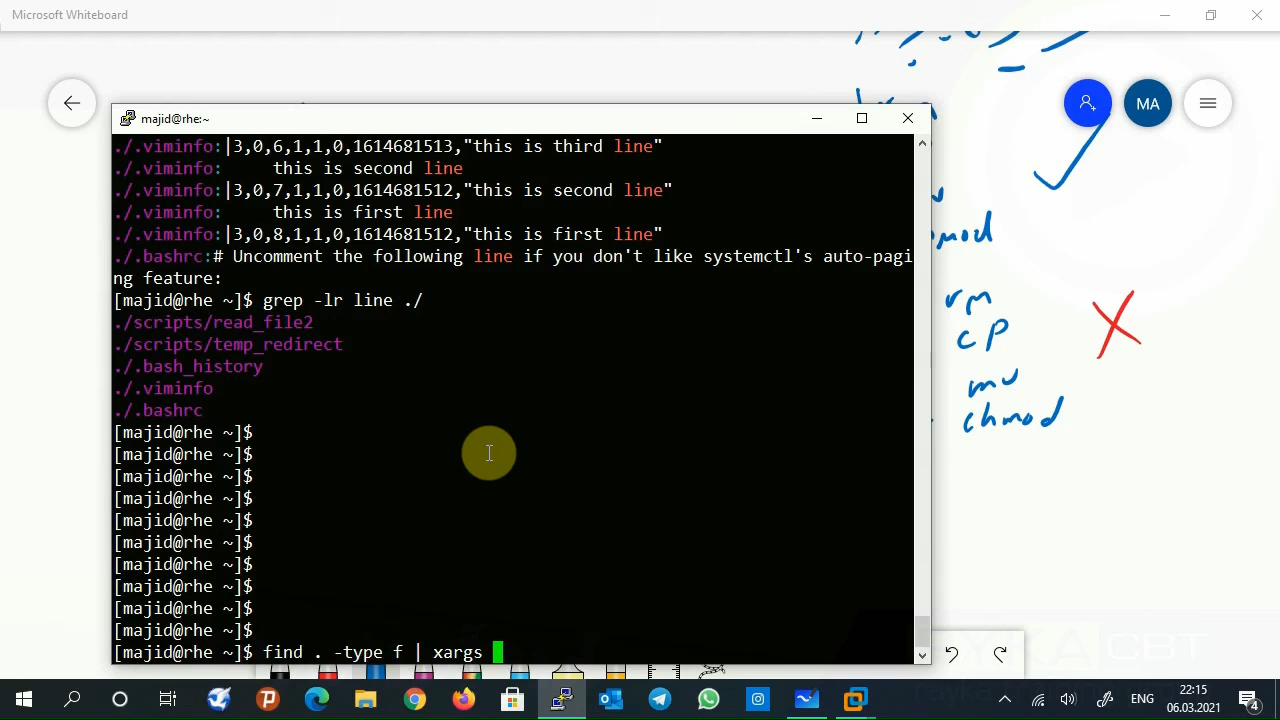 Microsoft Whiteboard
MA
majid@rhe:~
./.viminfo:|3,0,6,1,1,0,1614681513,"this is third line"
./.viminfo:     this is second line
./.viminfo:|3,0,7,1,1,0,1614681512,"this is second line"
./.viminfo:     this is first line
./.viminfo:|3,0,8,1,1,0,1614681512,"this is first line"
./.bashrc:# Uncomment the following line if you don't like systemctl's auto-pagi
ng feature:
[majid@rhe ~]$ grep -lr line ./
./scripts/read_file2
./scripts/temp_redirect
./.bash_history
./.viminfo
./.bashrc
[majid@rhe ~]$
[majid@rhe ~]$
[majid@rhe ~]$
[majid@rhe ~]$
[majid@rhe ~]$
[majid@rhe ~]$
[majid@rhe ~]$
[majid@rhe ~]$
[majid@rhe ~]$
[majid@rhe ~]$
[majid@rhe ~]$ find . -type f | xargs
rm
cp
mv
chmod
CBT
ENG
22:15
06.03.2021
4